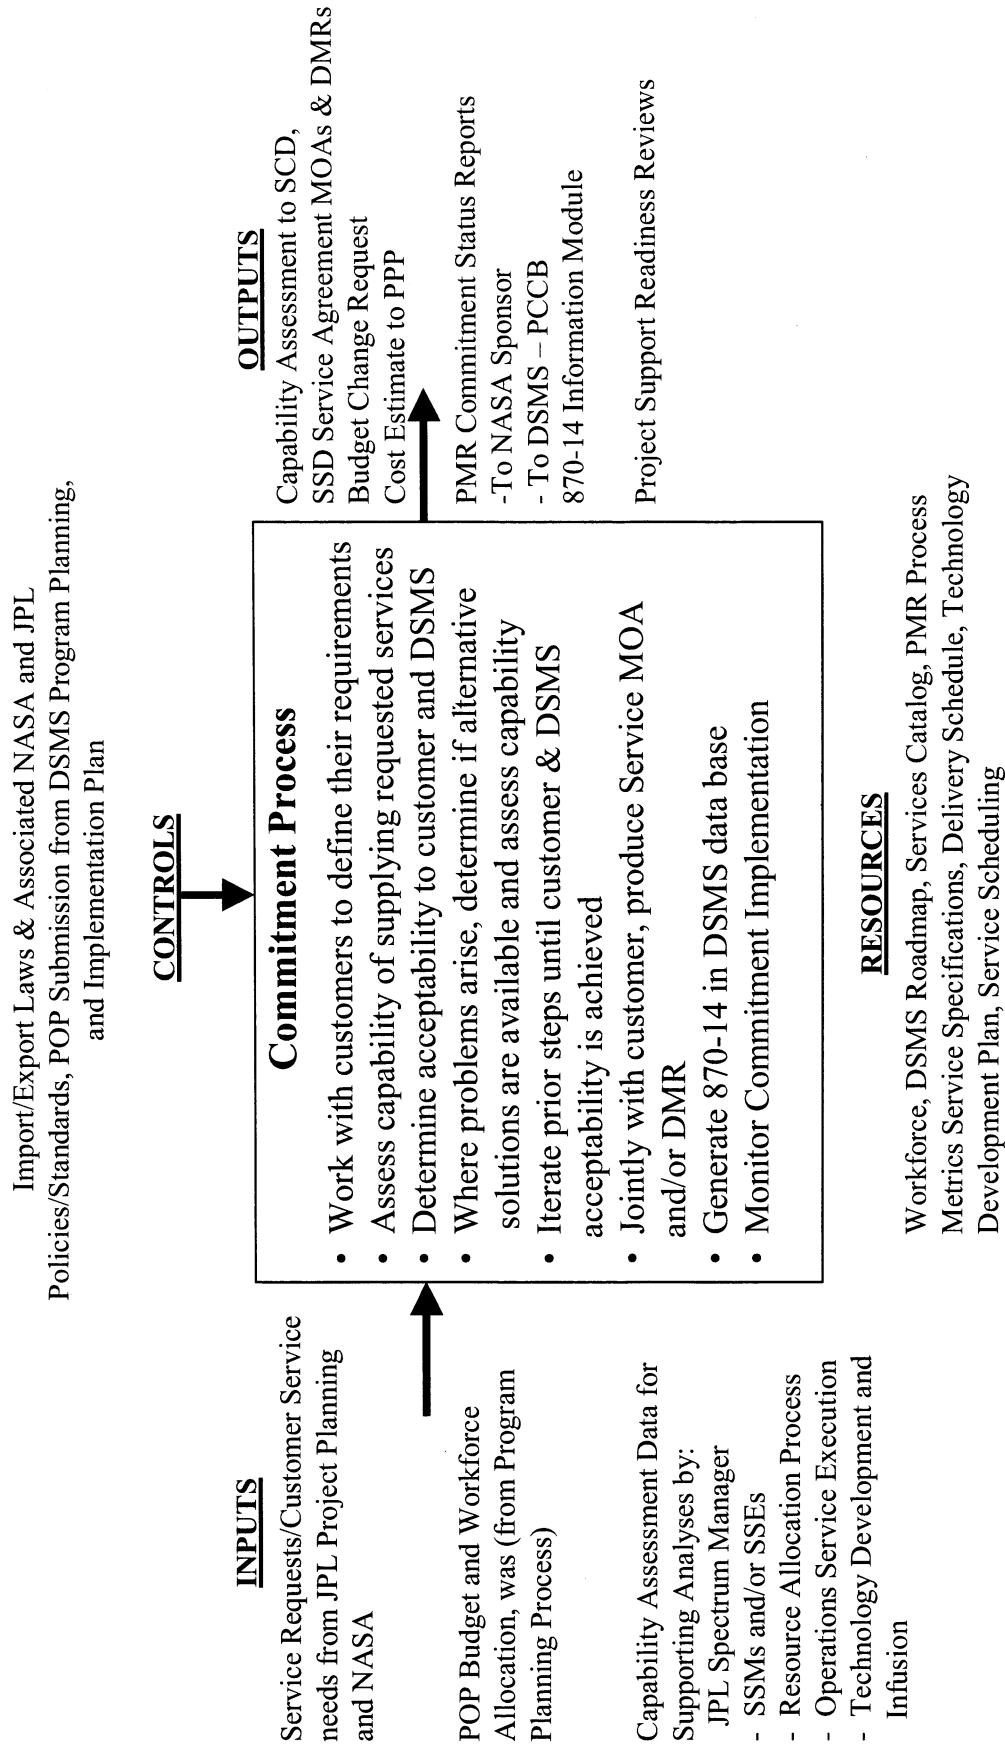 Import/Export Laws & Associated NASA and JPL
Policies/Standards, POP Submission from DSMS Program Planning,
and Implementation Plan
CONTROLS
INPUTS
Service Requests/Customer Service
needs from JPL Project Planning
and NASA
POP Budget and Workforce
Allocation, was (from Program
Planning Process)
Capability Assessment Data for
Supporting Analyses by:
JPL Spectrum Manager
- SSMs and/or SSEs
- Resource Allocation Process
- Operations Service Execution
- Technology Development and
Infusion
Commitment Process
• Work with customers to define their requirements
• Assess capability of supplying requested services
• Determine acceptability to customer and DSMS
• Where problems arise, determine if alternative
solutions are available and assess capability
• Iterate prior steps until customer & DSMS
acceptability is achieved
• Jointly with customer, produce Service MOA
and/or DMR
• Generate 870-14 in DSMS data base
• Monitor Commitment Implementation
OUTPUTS
Capability Assessment to SCD,
SSD Service Agreement MOAs & DMRs
Budget Change Request
Cost Estimate to PPP
PMR Commitment Status Reports
-To NASA Sponsor
- To DSMS – PCCB
870-14 Information Module
Project Support Readiness Reviews
RESOURCES
Workforce, DSMS Roadmap, Services Catalog, PMR Process
Metrics Service Specifications, Delivery Schedule, Technology
Development Plan, Service Scheduling